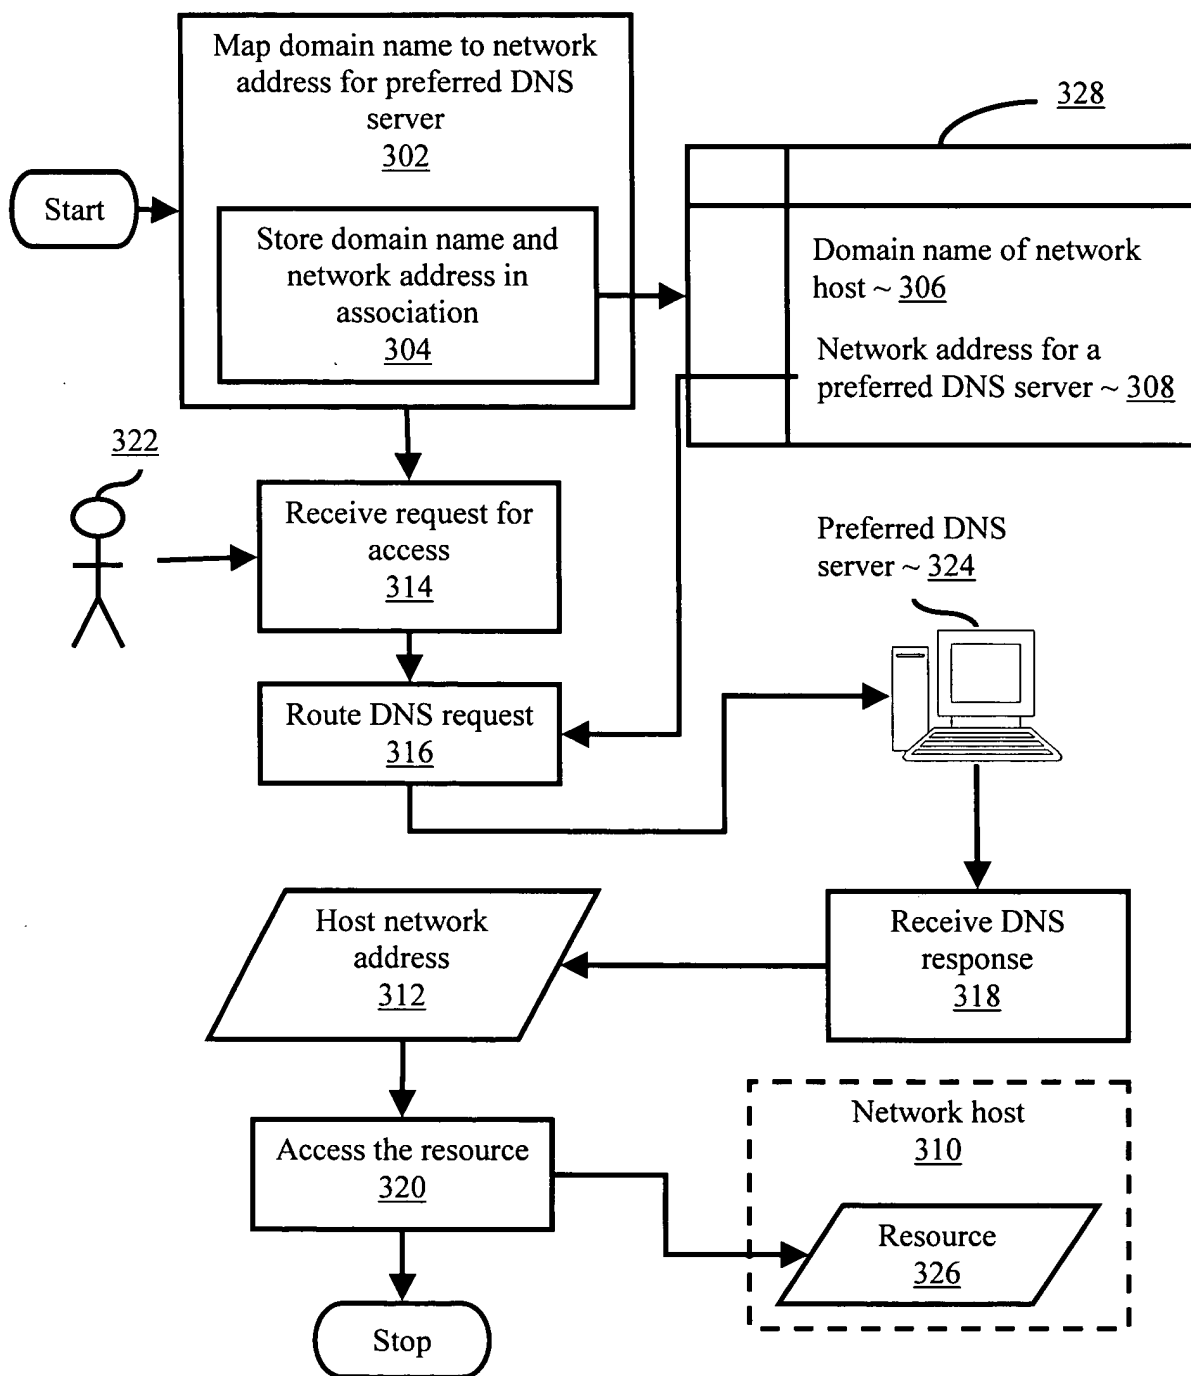 Map domain name to network
address for preferred DNS
server
302
328
Start
Store domain name and
network address in
association
304
Domain name of network
host ~ 306
Network address for a
preferred DNS server ~ 308
322
Receive request for
access
314
Preferred DNS
server ~ 324
Route DNS request
316
Host network
address
312
Receive DNS
response
318
Access the resource
320
Network host
310
Resource
326
Stop